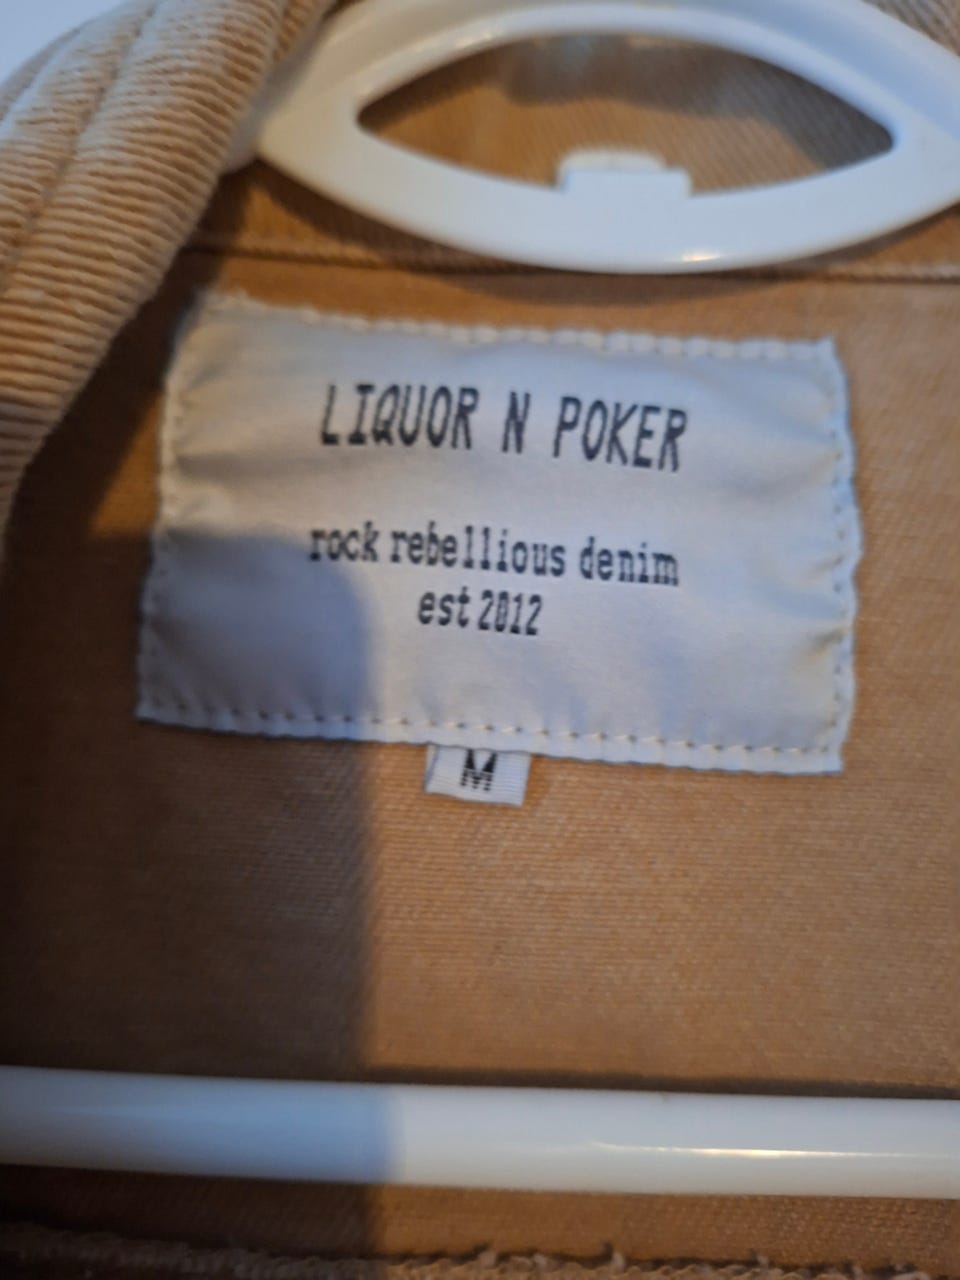 LIQUOR N POKER
rock rebellious denim
est 2012
M